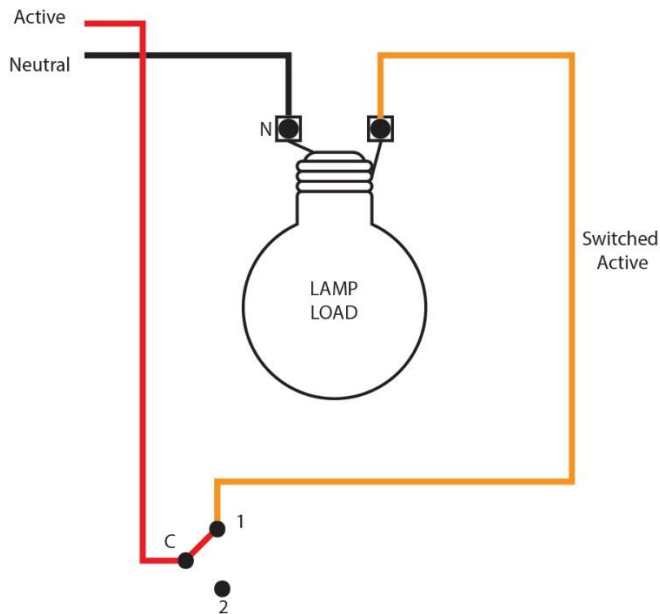 Active
Neutral
N
Switched
Active
LAMP
LOAD
1
C
2